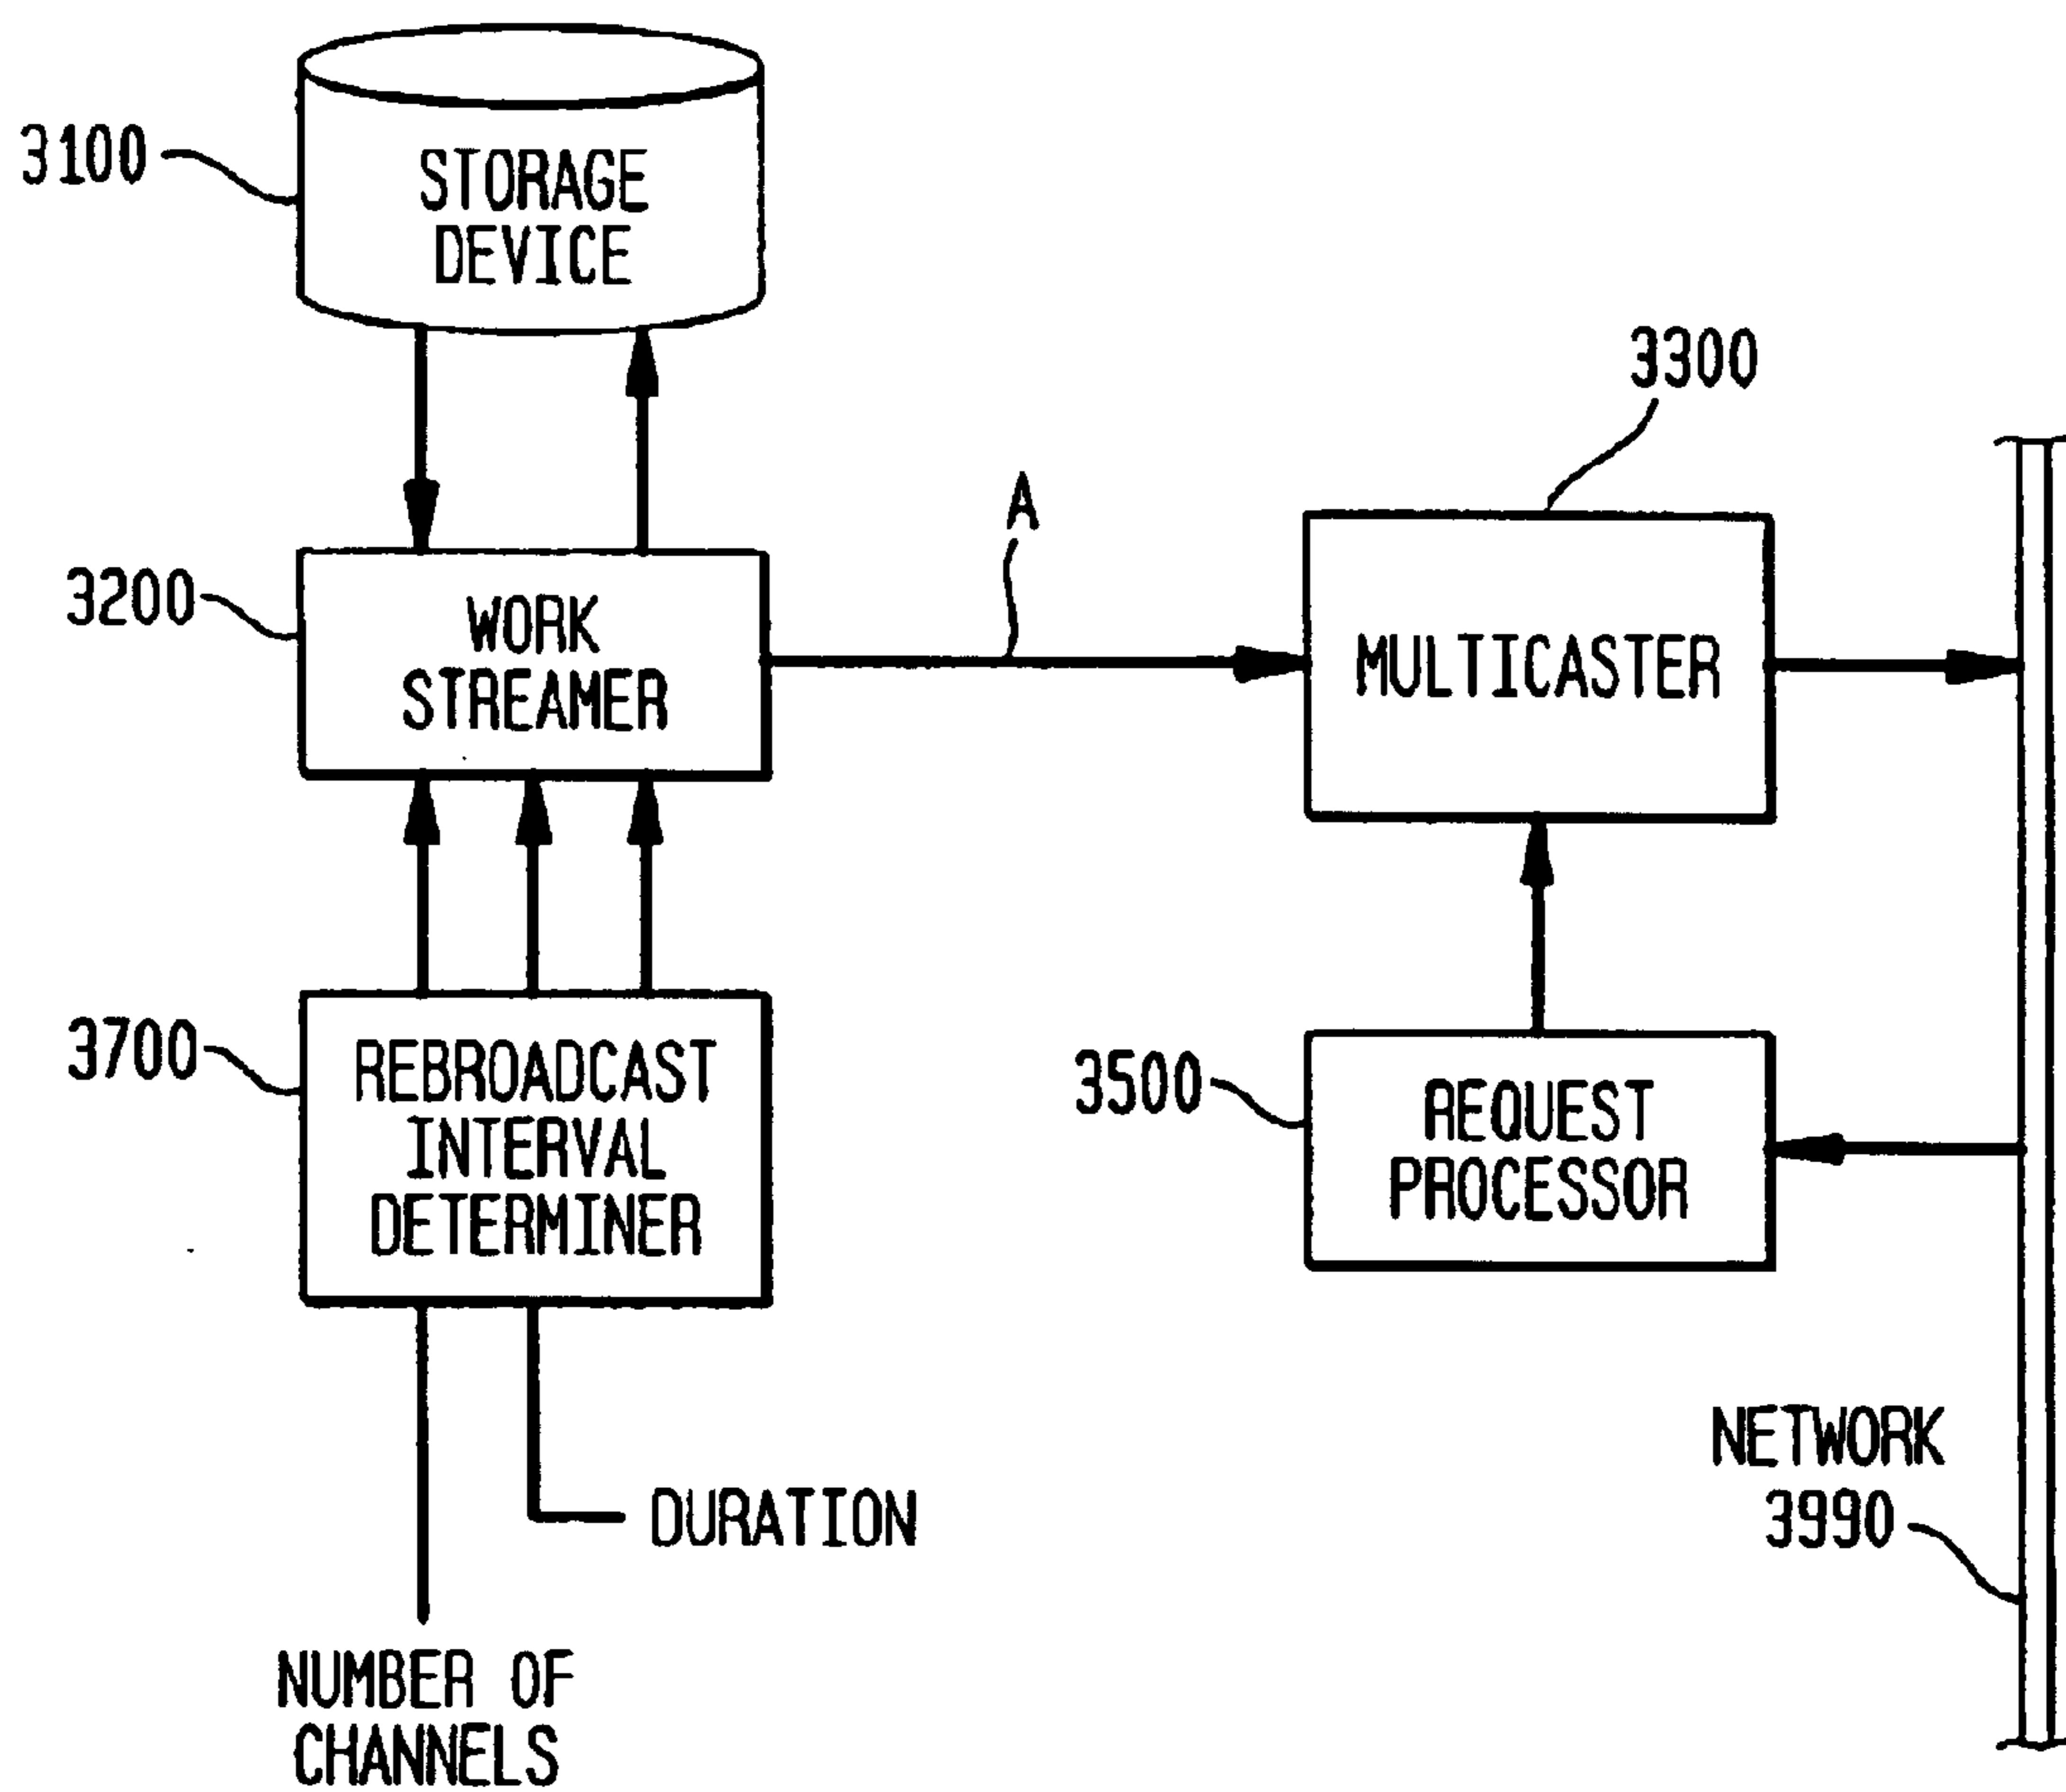 3100
STORAGE
DEVICE
3300
A
3200
WORK
STREAMER
MULTICASTER
3700
REBROADCAST
INTERVAL
DETERMINER
3500
REQUEST
PROCESSOR
NETWORK
3990
DURATION
NUMBER OF
CHANNELS